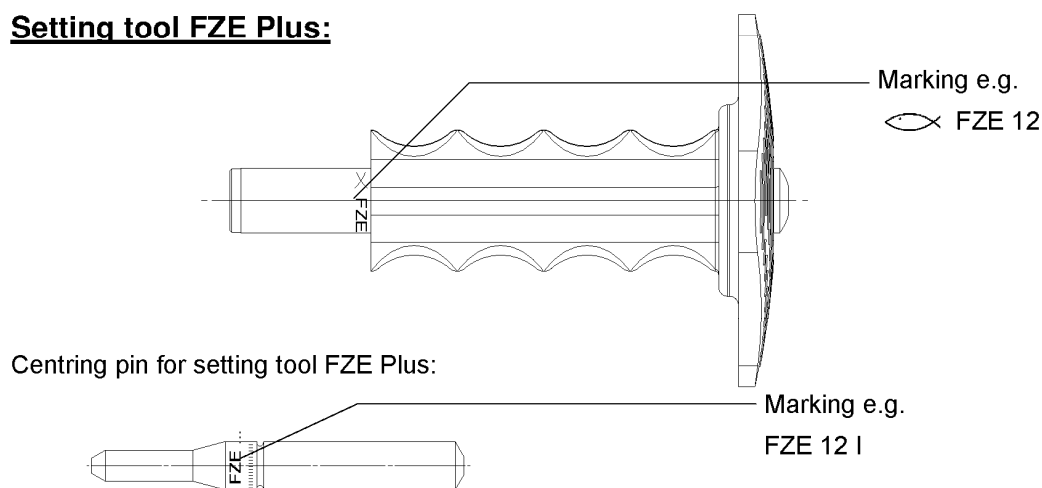 Setting tool FZE Plus:
Marking e.g.
FZE 12
FZE
Centring pin for setting tool FZE Plus:
Marking e.g.
FZE 12 I
FZE